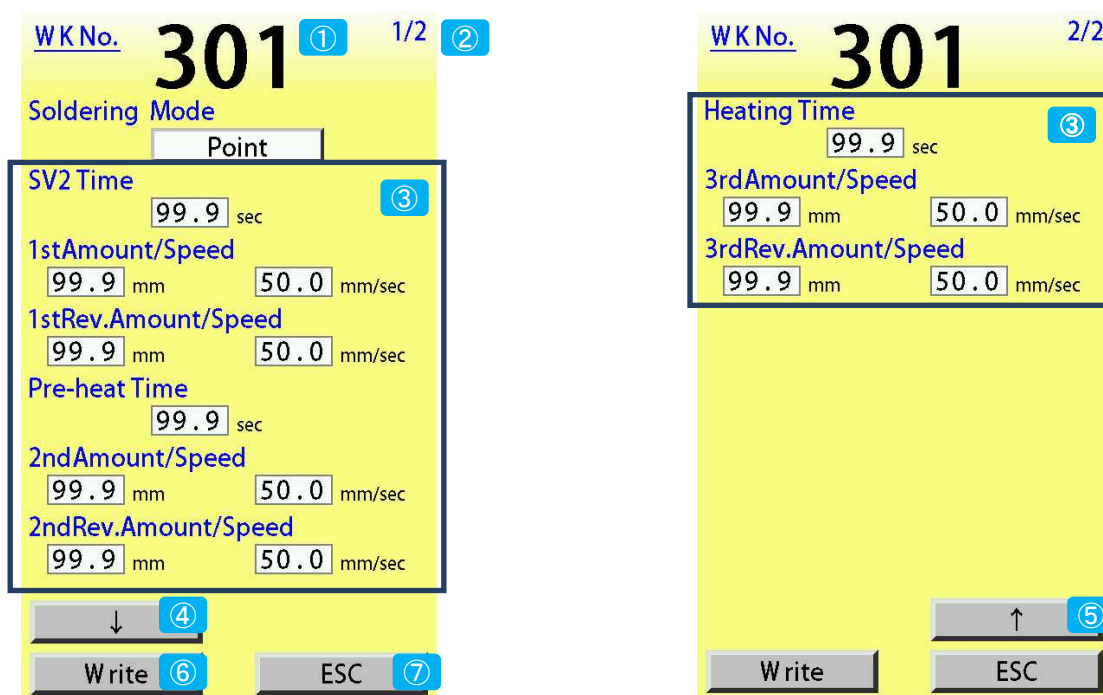 WK No. 301 ① 1/2 ②
Soldering Mode
Point
③
SV2 Time
99.9 sec
1stAmount/Speed
99.9 mm 50.0 mm/sec
1stRev.Amount/Speed
99.9 mm 50.0 mm/sec
Pre-heat Time
99.9 sec
2ndAmount/Speed
99.9 mm 50.0 mm/sec
2ndRev.Amount/Speed
99.9 mm 50.0 mm/sec
↓ ④
Write ⑥ ESC ⑦
WK No. 301 2/2
Heating Time ③
99.9 sec
3rdAmount/Speed
99.9 mm 50.0 mm/sec
3rdRev.Amount/Speed
99.9 mm 50.0 mm/sec
↑ ⑤
Write ESC